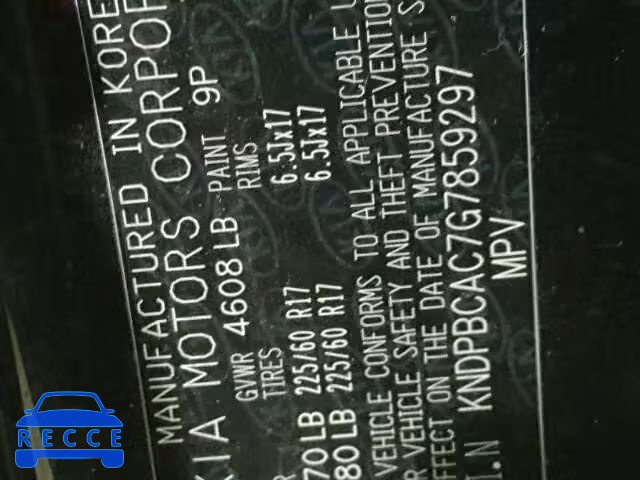 MANUFACTURED IN KORE
KIA MOTORS CORPOR
GVWR 4608 LB PAINT 9P
TIRES RIMS
70 LB 225/60 R17 6.5Jx17
80 LB 225/60 R17 6.5Jx17
VEHICLE CONFORMS TO ALL APPLICABLE U
R VEHICLE SAFETY AND THEFT PREVENTION
FFECT ON THE DATE OF MANUFACTURE S
I.N KNDPBCAC7G7859297
MPV
RECCE